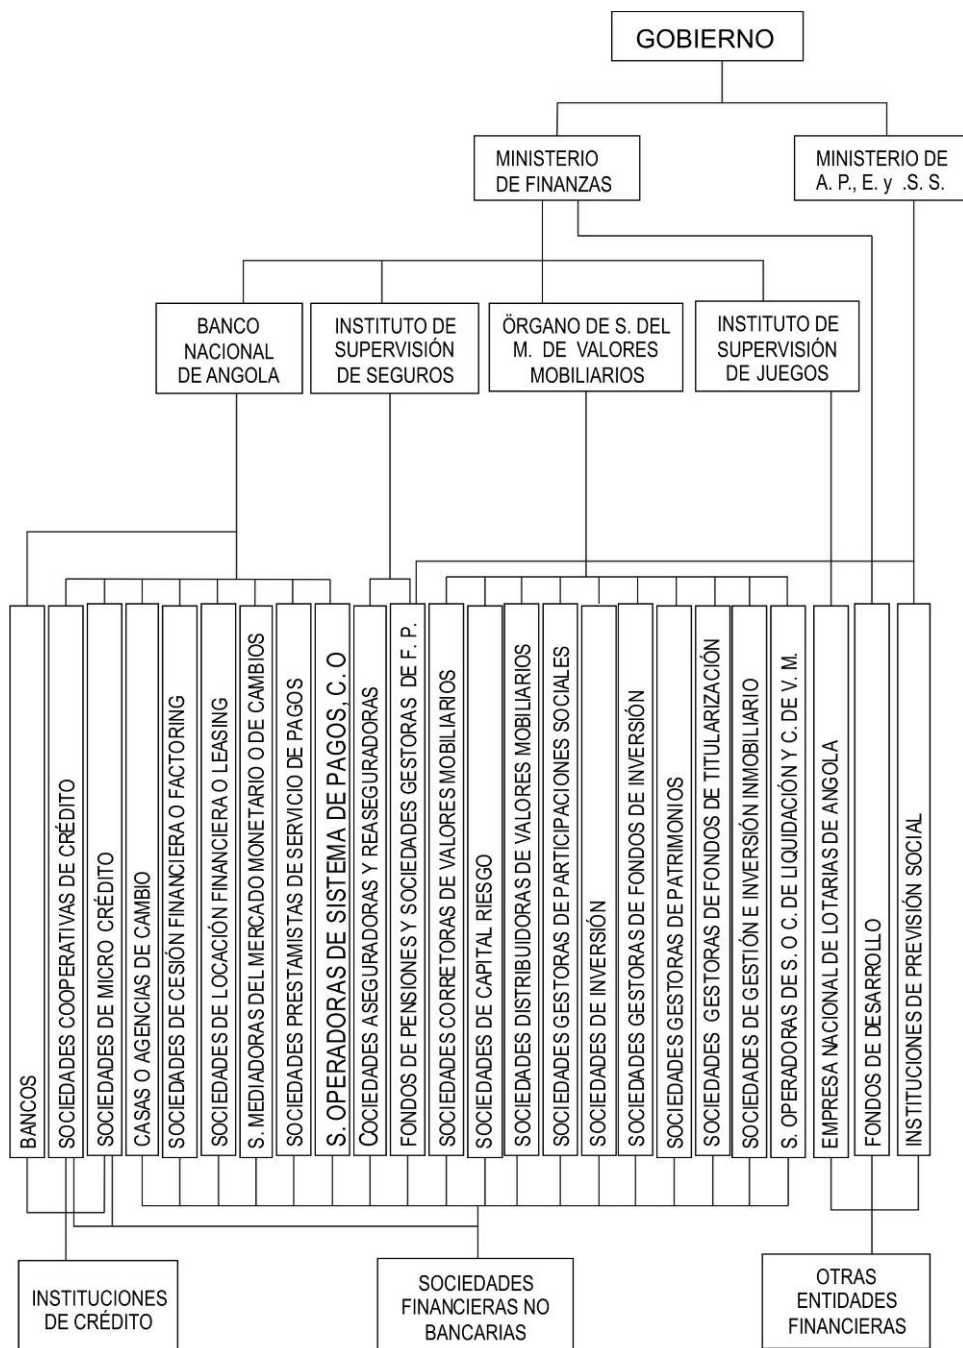 GOBIERNO
MINISTERIO
DE FINANZAS
MINISTERIO DE
A. P., E. y .S. S.
BANCO
NACIONAL
DE ANGOLA
INSTITUTO DE
SUPERVISIÓN
DE SEGUROS
ÖRGANO DE S. DEL
M. DE VALORES
MOBILIARIOS
INSTITUTO DE
SUPERVISIÓN
DE JUEGOS
BANCOS
SOCIEDADES COOPERATIVAS DE CRÉDITO
SOCIEDADES DE MICRO CRÉDITO
CASAS O AGENCIAS DE CAMBIO
SOCIEDADES DE CESIÓN FINANCIERA O FACTORING
SOCIEDADES DE LOCACIÓN FINANCIERA O LEASING
S. MEDIADORAS DEL MERCADO MONETARIO O DE CAMBIOS
SOCIEDADES PRESTAMISTAS DE SERVICIO DE PAGOS
S. OPERADORAS DE SISTEMA DE PAGOS, C. O
COCIEDADES ASEGURADORAS Y REASEGURADORAS
FONDOS DE PENSIONES Y SOCIEDADES GESTORAS DE F. P.
SOCIEDADES CORRETORAS DE VALORES MOBILIARIOS
SOCIEDADES DE CAPITAL RIESGO
SOCIEDADES DISTRIBUIDORAS DE VALORES MOBILIARIOS
SOCIEDADES GESTORAS DE PARTICIPACIONES SOCIALES
SOCIEDADES DE INVERSIÓN
SOCIEDADES GESTORAS DE FONDOS DE INVERSIÓN
SOCIEDADES GESTORAS DE PATRIMONIOS
SOCIEDADES GESTORAS DE FONDOS DE TITULARIZACIÓN
SOCIEDADES DE GESTIÓN E INVERSIÓN INMOBILIARIO
S. OPERADORAS DE S. O C. DE LIQUIDACIÓN Y C. DE V. M.
EMPRESA NACIONAL DE LOTARIAS DE ANGOLA
FONDOS DE DESARROLLO
INSTITUCIONES DE PREVISIÓN SOCIAL
INSTITUCIONES
DE CRÉDITO
SOCIEDADES
FINANCIERAS NO
BANCARIAS
OTRAS
ENTIDADES
FINANCIERAS